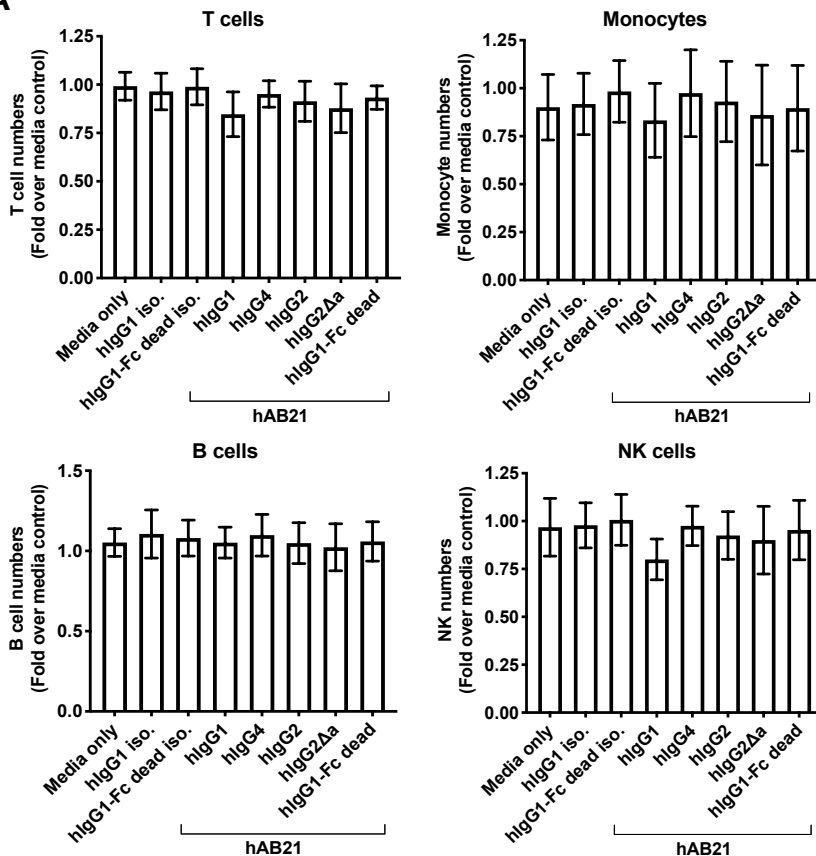 A
T cells
T cell numbers
(Fold over media control)
1.25
1.00
0.75
0.50
0.25
0.00
Media only
hIgG1 iso.
hIgG1-Fc dead iso.
hIgG1
hIgG4
hIgG2
hIgG2Δa
hIgG1-Fc dead
hAB21
Monocytes
Monocyte numbers
(Fold over media control)
1.25
1.00
0.75
0.50
0.25
0.00
Media only
hIgG1 iso.
hIgG1-Fc dead iso.
hIgG1
hIgG4
hIgG2
hIgG2Δa
hIgG1-Fc dead
hAB21
B cells
B cell numbers
(Fold over media control)
1.5
1.0
0.5
0.0
Media only
hIgG1 iso.
hIgG1-Fc dead iso.
hIgG1
hIgG4
hIgG2
hIgG2Δa
hIgG1-Fc dead
hAB21
NK cells
NK numbers
(Fold over media control)
1.25
1.00
0.75
0.50
0.25
0.00
Media only
hIgG1 iso.
hIgG1-Fc dead iso.
hIgG1
hIgG4
hIgG2
hIgG2Δa
hIgG1-Fc dead
hAB21